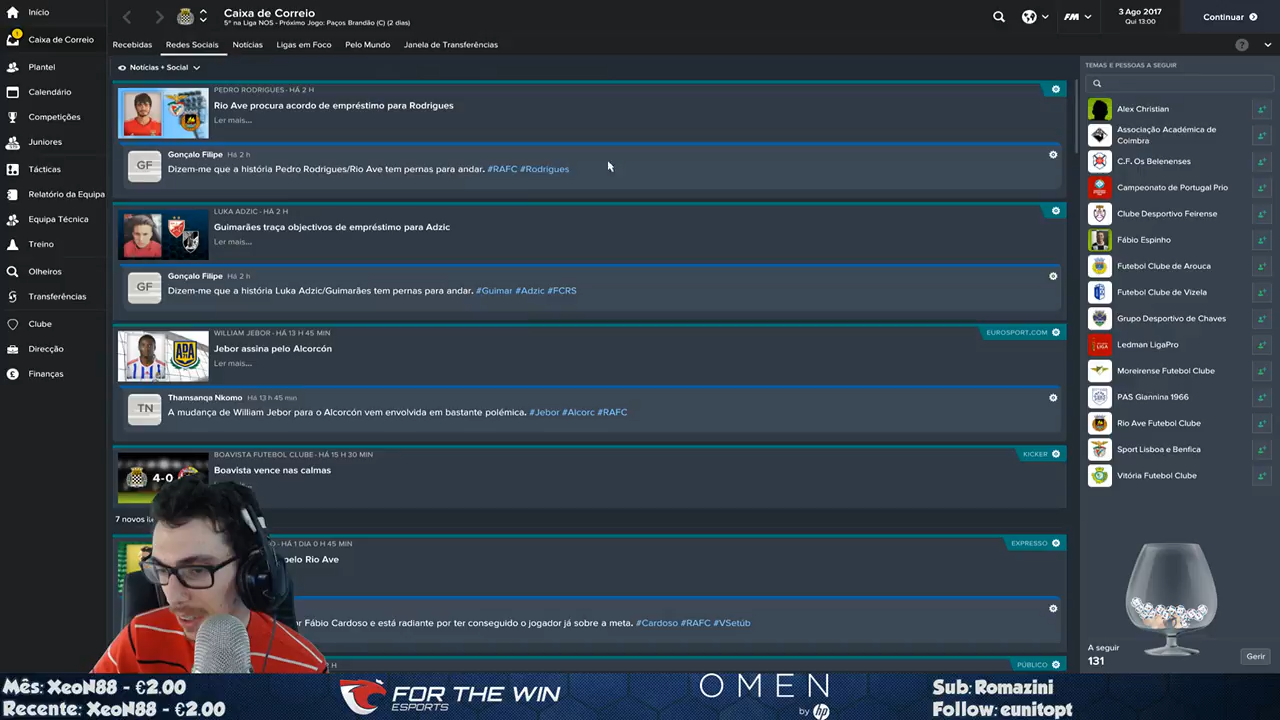 Início
Caixa de Correio
Plantel
Calendário
Competições
Juniores
Tácticas
Relatório da Equipa
Equipa Técnica
Treino
Olheiros
Transferências
Clube
Direcção
Finanças
Caixa de Correio
5º na Liga NOS - Próximo Jogo: Paços Brandão (C) (2 dias)
FM
3 Ago 2017
Qui 13:00
Continuar
Recebidas
Redes Sociais
Notícias
Ligas em Foco
Pelo Mundo
Janela de Transferências
Notícias + Social
PEDRO RODRIGUES - HÁ 2 H
Rio Ave procura acordo de empréstimo para Rodrigues
Ler mais...
GF
Gonçalo Filipe Há 2 h
Dizem-me que a história Pedro Rodrigues/Rio Ave tem pernas para andar. #RAFC #Rodrigues
LUKA ADZIC - HÁ 2 H
Guimarães traça objectivos de empréstimo para Adzic
Ler mais...
GF
Gonçalo Filipe Há 2 h
Dizem-me que a história Luka Adzic/Guimarães tem pernas para andar. #Guimar #Adzic #FCRS
WILLIAM JEBOR - HÁ 13 H 45 MIN
EUROSPORT.COM
Jebor assina pelo Alcorcón
Ler mais...
TN
Thamsanqa Nkomo Há 13 h 45 min
A mudança de William Jebor para o Alcorcón vem envolvida em bastante polémica. #Jebor #Alcorc #RAFC
BOAVISTA FUTEBOL CLUBE - HÁ 15 H 30 MIN
KICKER
Boavista vence nas calmas
4-0
7 novos
- HÁ 1 DIA 0 H 45 MIN
EXPRESSO
pelo Rio Ave
Fábio Cardoso e está radiante por ter conseguido o jogador já sobre a meta. #Cardoso #RAFC #VSetúb
PÚBLICO
TEMAS E PESSOAS A SEGUIR
Alex Christian
Associação Académica de
Coimbra
C.F. Os Belenenses
Campeonato de Portugal Prio
Clube Desportivo Feirense
Fábio Espinho
Futebol Clube de Arouca
Futebol Clube de Vizela
Grupo Desportivo de Chaves
Ledman LigaPro
Moreirense Futebol Clube
PAS Giannina 1966
Rio Ave Futebol Clube
Sport Lisboa e Benfica
Vitória Futebol Clube
A seguir
131
Gerir
Mês: XeoN88 - €2.00
Recente: XeoN88 - €2.00
FOR THE WIN
ESPORTS
OMEN
by hp
Sub: Romazini
Follow: eunitopt